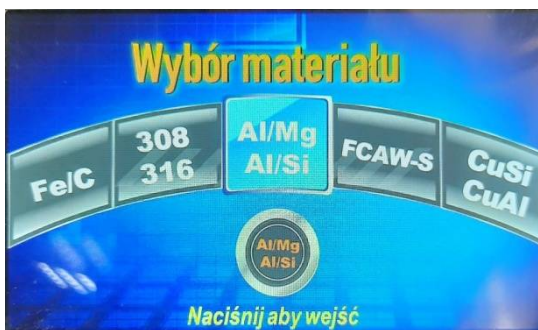 Wybór materiału
Fe/C
308
316
Al/Mg
Al/Si
FCAW-S
CuSi
CuAl
Al/Mg
Al/Si
Naciśnij aby wejść